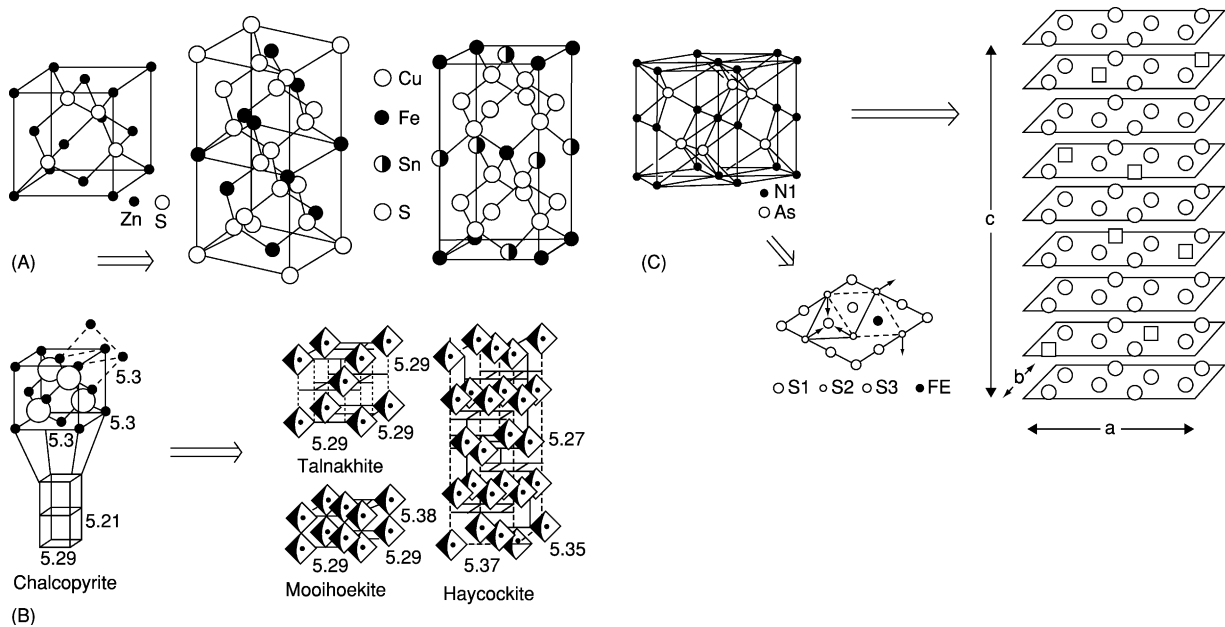 Zn
S
Cu
Fe
Sn
S
(A)
5.3
5.3
5.3
5.21
5.29
Chalcopyrite
5.29
5.29
5.29
Talnakhite
5.38
5.29
5.29
Mooihoekite
5.27
5.35
5.37
Haycockite
(B)
N1
As
(C)
S1 S2 S3 FE
c
b
a